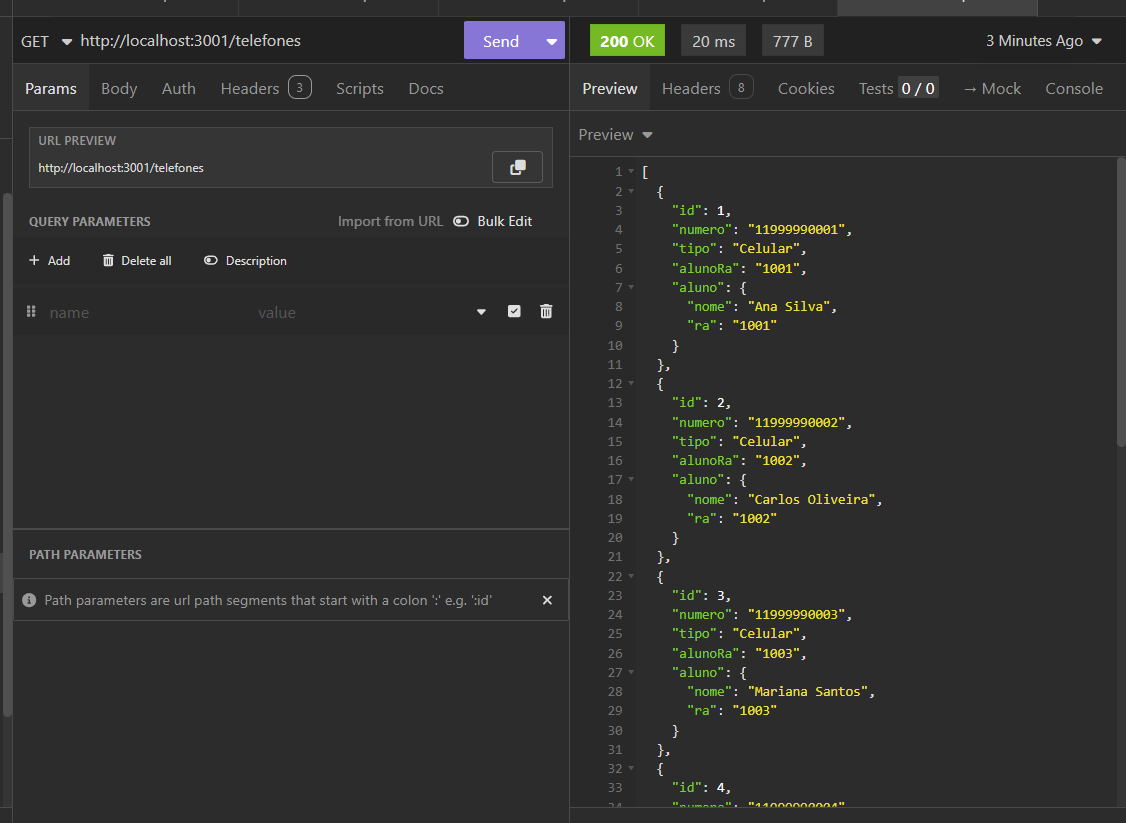 GET http://localhost:3001/telefones Send
Params Body Auth Headers 3 Scripts Docs
URL PREVIEW
http://localhost:3001/telefones
QUERY PARAMETERS Import from URL Bulk Edit
+ Add Delete all Description
name value
PATH PARAMETERS
Path parameters are url path segments that start with a colon ':' e.g. ':id'
200 OK 20 ms 777 B 3 Minutes Ago
Preview Headers 8 Cookies Tests 0 / 0 → Mock Console
Preview
1 [
2 {
3 "id": 1,
4 "numero": "11999990001",
5 "tipo": "Celular",
6 "alunoRa": "1001",
7 "aluno": {
8 "nome": "Ana Silva",
9 "ra": "1001"
10 }
11 },
12 {
13 "id": 2,
14 "numero": "11999990002",
15 "tipo": "Celular",
16 "alunoRa": "1002",
17 "aluno": {
18 "nome": "Carlos Oliveira",
19 "ra": "1002"
20 }
21 },
22 {
23 "id": 3,
24 "numero": "11999990003",
25 "tipo": "Celular",
26 "alunoRa": "1003",
27 "aluno": {
28 "nome": "Mariana Santos",
29 "ra": "1003"
30 }
31 },
32 {
33 "id": 4,
34 "numero": "11999990004"